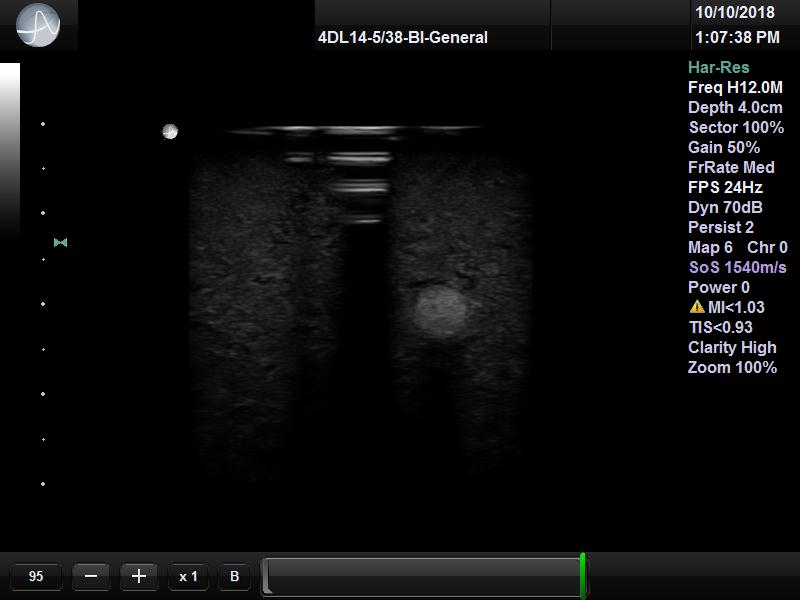 10/10/2018
4DL14-5/38-BI-General
1:07:38 PM
Har-Res
Freq H12.0M
Depth 4.0cm
Sector 100%
Gain 50%
FrRate Med
FPS 24Hz
Dyn 70dB
Persist 2
Map 6 Chr 0
SoS 1540m/s
Power 0
MI<1.03
TIS<0.93
Clarity High
Zoom 100%
95 − + x 1 B